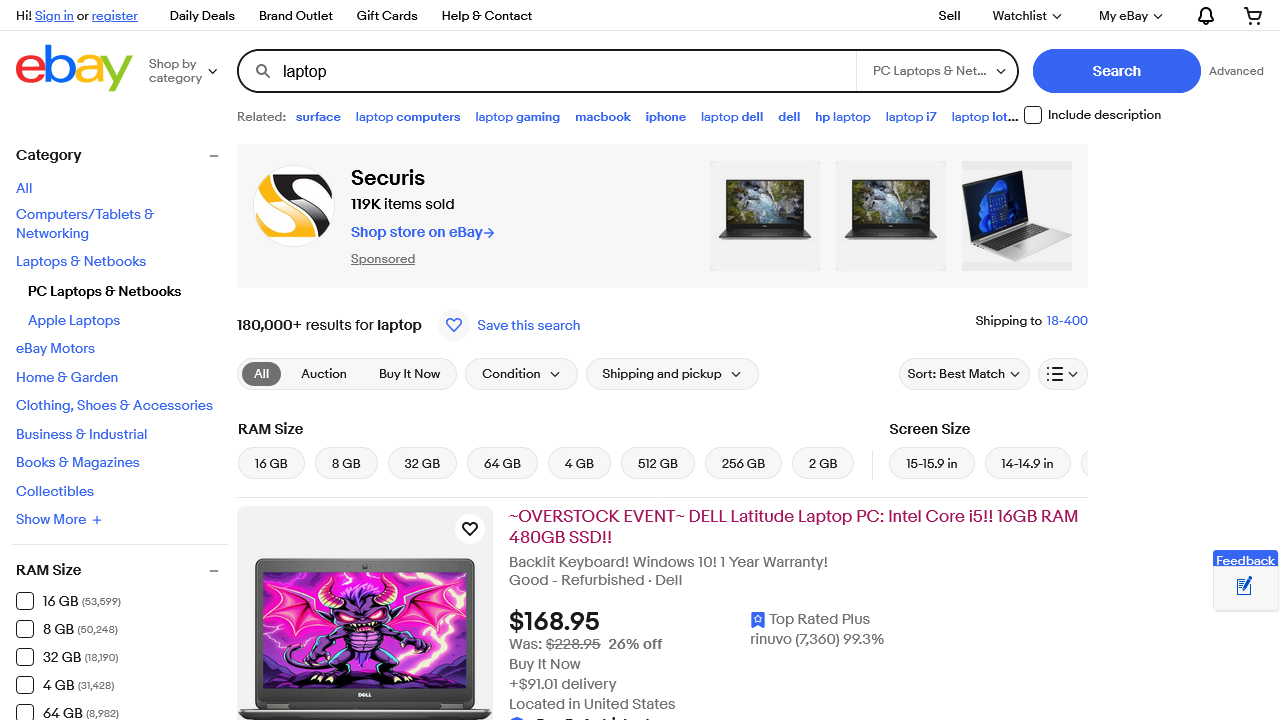 Hi! Sign in or register
Daily Deals
Brand Outlet
Gift Cards
Help & Contact
Sell
Watchlist
My eBay
ebay
Shop by category
laptop
PC Laptops & Net...
Search
Advanced
Related:
surface
laptop computers
laptop gaming
macbook
iphone
laptop dell
dell
hp laptop
laptop i7
laptop lot...
Include description
Category
All
Computers/Tablets &
Networking
Laptops & Netbooks
PC Laptops & Netbooks
Apple Laptops
eBay Motors
Home & Garden
Clothing, Shoes & Accessories
Business & Industrial
Books & Magazines
Collectibles
Show More
RAM Size
16 GB (53,599)
8 GB (50,248)
32 GB (18,190)
4 GB (31,428)
64 GB (8,982)
Securis
119K items sold
Shop store on eBay
Sponsored
180,000+ results for laptop
Save this search
Shipping to 18-400
All
Auction
Buy It Now
Condition
Shipping and pickup
Sort: Best Match
RAM Size
16 GB
8 GB
32 GB
64 GB
4 GB
512 GB
256 GB
2 GB
Screen Size
15-15.9 in
14-14.9 in
~OVERSTOCK EVENT~ DELL Latitude Laptop PC: Intel Core i5!! 16GB RAM
480GB SSD!!
Backlit Keyboard! Windows 10! 1 Year Warranty!
Good - Refurbished · Dell
$168.95
Was: $228.95 26% off
Buy It Now
+$91.01 delivery
Located in United States
Top Rated Plus
rinuvo (7,360) 99.3%
DELL
Feedback